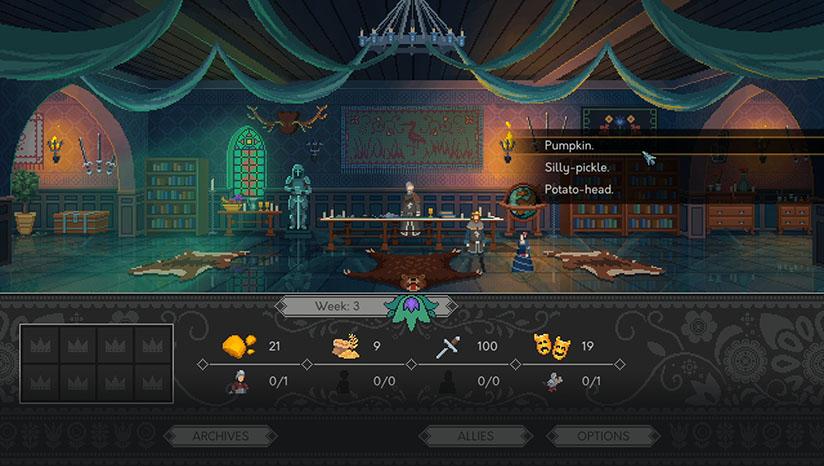 Pumpkin.
Silly-pickle.
Potato-head.
Week: 3
21
9
100
19
0/1
0/0
0/0
0/1
ARCHIVES
ALLIES
OPTIONS